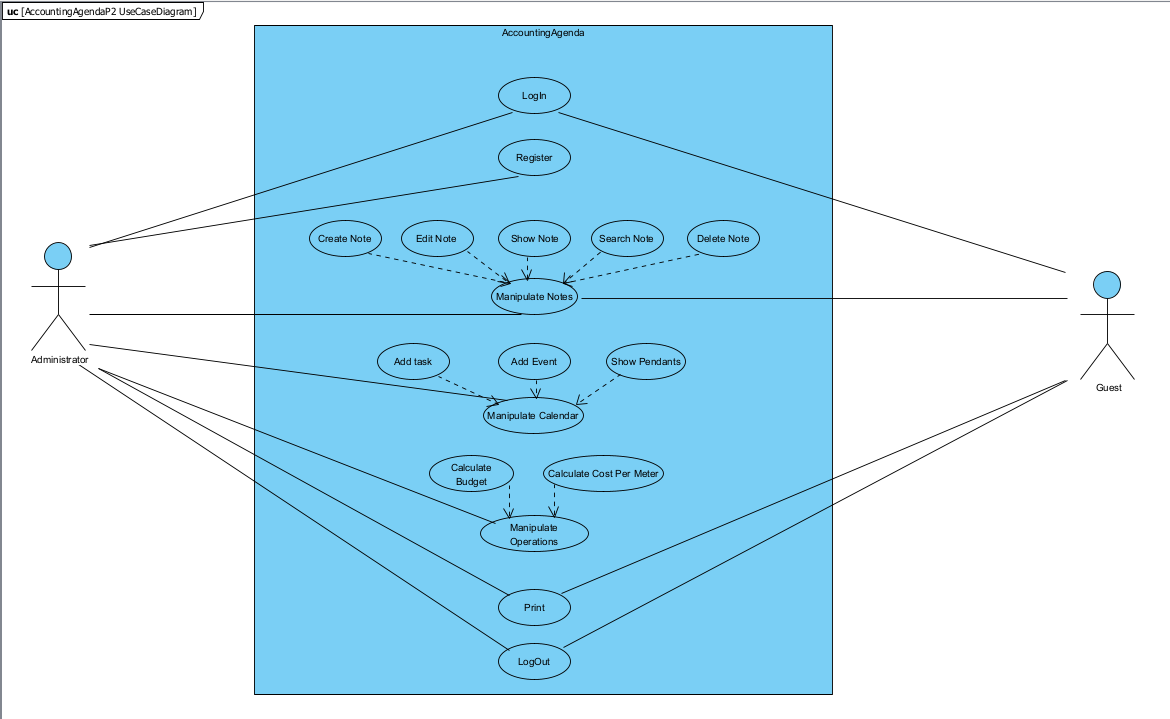 uc [AccountingAgendaP2 UseCaseDiagram]
AccountingAgenda
LogIn
Register
Create Note
Edit Note
Show Note
Search Note
Delete Note
Manipulate Notes
Administrator
Add task
Add Event
Show Pendants
Guest
Manipulate Calendar
Calculate
Budget
Calculate Cost Per Meter
Manipulate
Operations
Print
LogOut